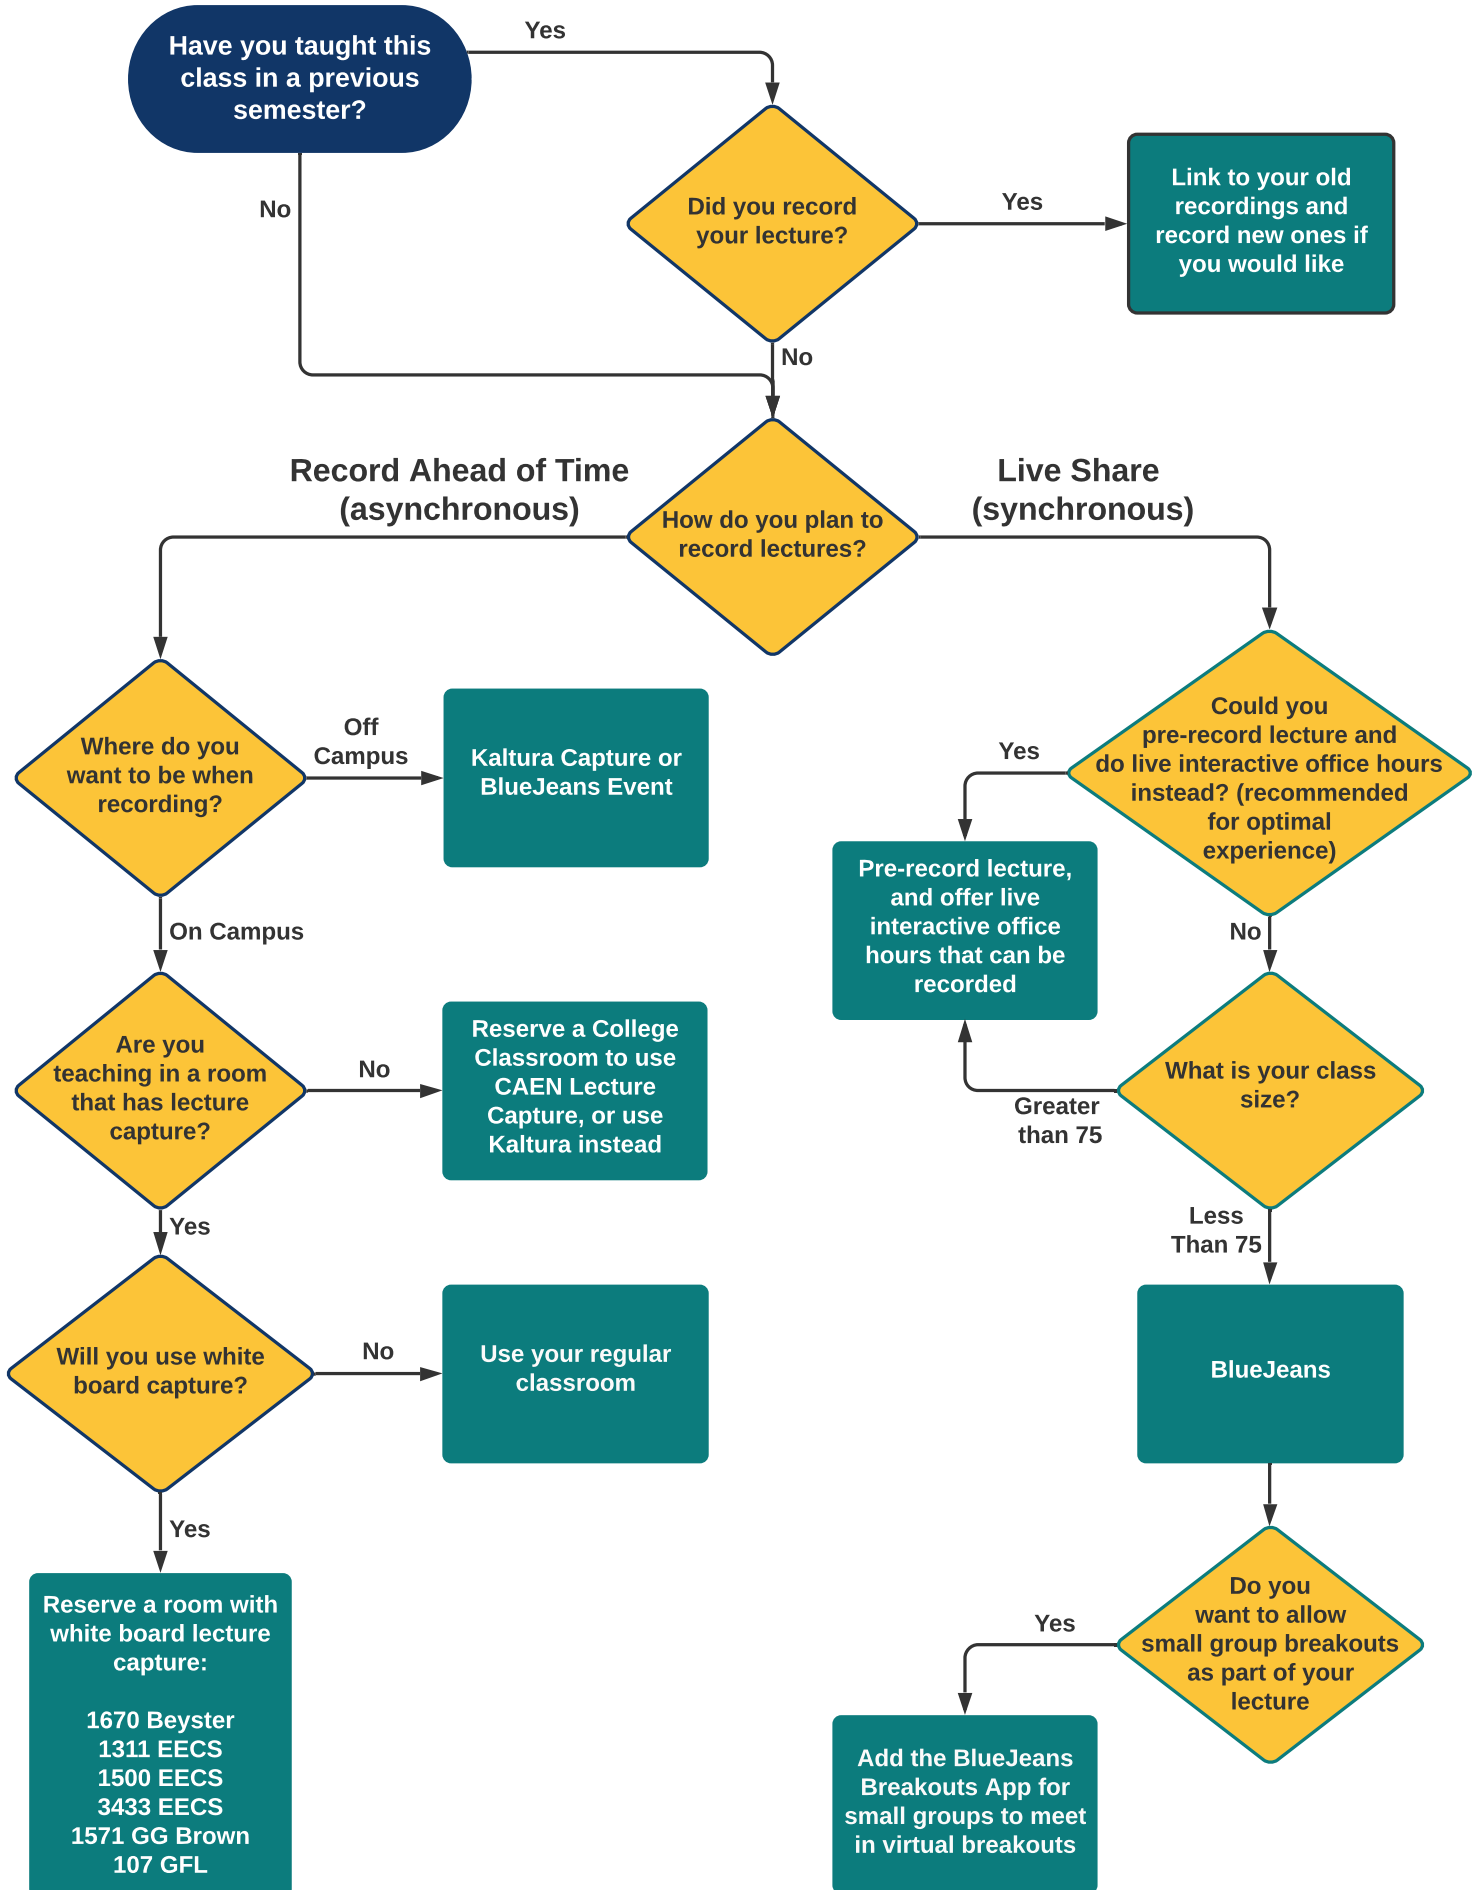 Have you taught this
class in a previous
semester?
Yes
No
Did you record
your lecture?
Yes
Link to your old
recordings and
record new ones if
you would like
No
How do you plan to
record lectures?
Record Ahead of Time
(asynchronous)
Live Share
(synchronous)
Where do you
want to be when
recording?
Off
Campus
Kaltura Capture or
BlueJeans Event
On Campus
Are you
teaching in a room
that has lecture
capture?
No
Reserve a College
Classroom to use
CAEN Lecture
Capture, or use
Kaltura instead
Yes
Will you use white
board capture?
No
Use your regular
classroom
Yes
Reserve a room with
white board lecture
capture:
1670 Beyster
1311 EECS
1500 EECS
3433 EECS
1571 GG Brown
107 GFL
Could you
pre-record lecture and
do live interactive office hours
instead? (recommended
for optimal
experience)
Yes
Pre-record lecture,
and offer live
interactive office
hours that can be
recorded
No
What is your class
size?
Greater
than 75
Less
Than 75
BlueJeans
Do you
want to allow
small group breakouts
as part of your
lecture
Yes
Add the BlueJeans
Breakouts App for
small groups to meet
in virtual breakouts